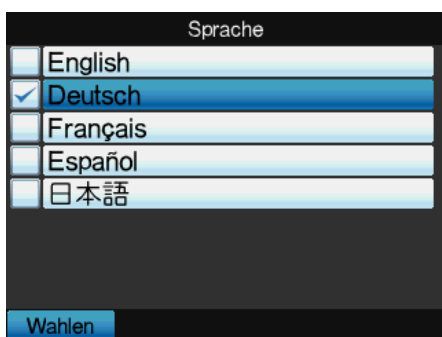 Sprache
English
Deutsch
Français
Español
日本語
Wahlen